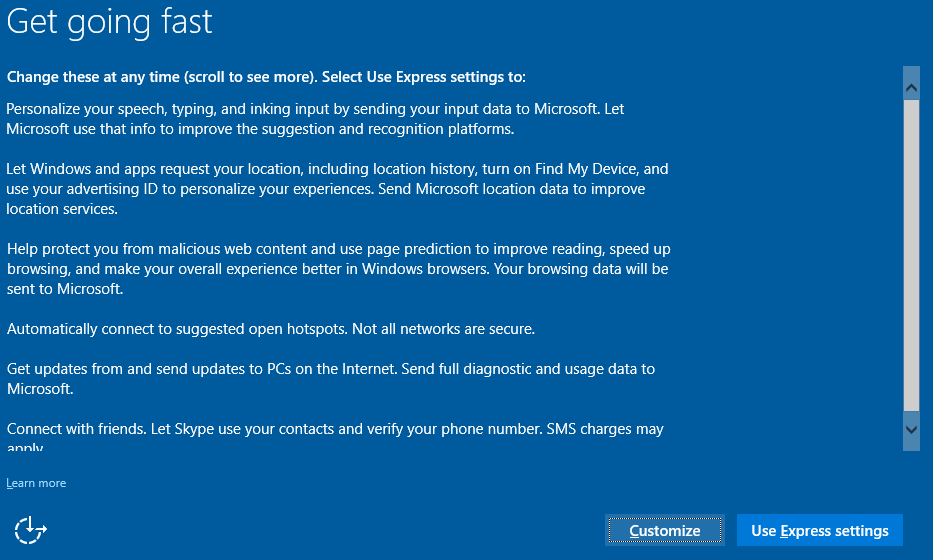 Get going fast
Change these at any time (scroll to see more). Select Use Express settings to:
Personalize your speech, typing, and inking input by sending your input data to Microsoft. Let
Microsoft use that info to improve the suggestion and recognition platforms.
Let Windows and apps request your location, including location history, turn on Find My Device, and
use your advertising ID to personalize your experiences. Send Microsoft location data to improve
location services.
Help protect you from malicious web content and use page prediction to improve reading, speed up
browsing, and make your overall experience better in Windows browsers. Your browsing data will be
sent to Microsoft.
Automatically connect to suggested open hotspots. Not all networks are secure.
Get updates from and send updates to PCs on the Internet. Send full diagnostic and usage data to
Microsoft.
Connect with friends. Let Skype use your contacts and verify your phone number. SMS charges may
apply.
Learn more
Customize
Use Express settings